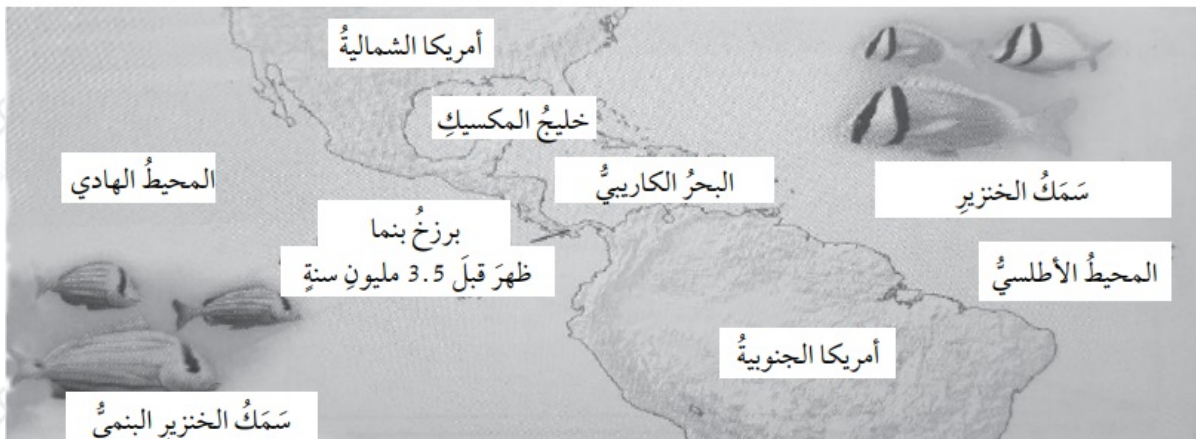 أمريكا الشماليةُ
خليجُ المكسيكِ
المحيطُ الهادي
البحرُ الكاريبيُّ
سَمَكُ الخنزيرِ
برزخُ بنما
ظهرَ قبلَ 3.5 مليونِ سنةٍ
المحيطُ الأطلسيُّ
أمريكا الجنوبيةُ
سَمَكُ الخنزيرِ البنميُّ